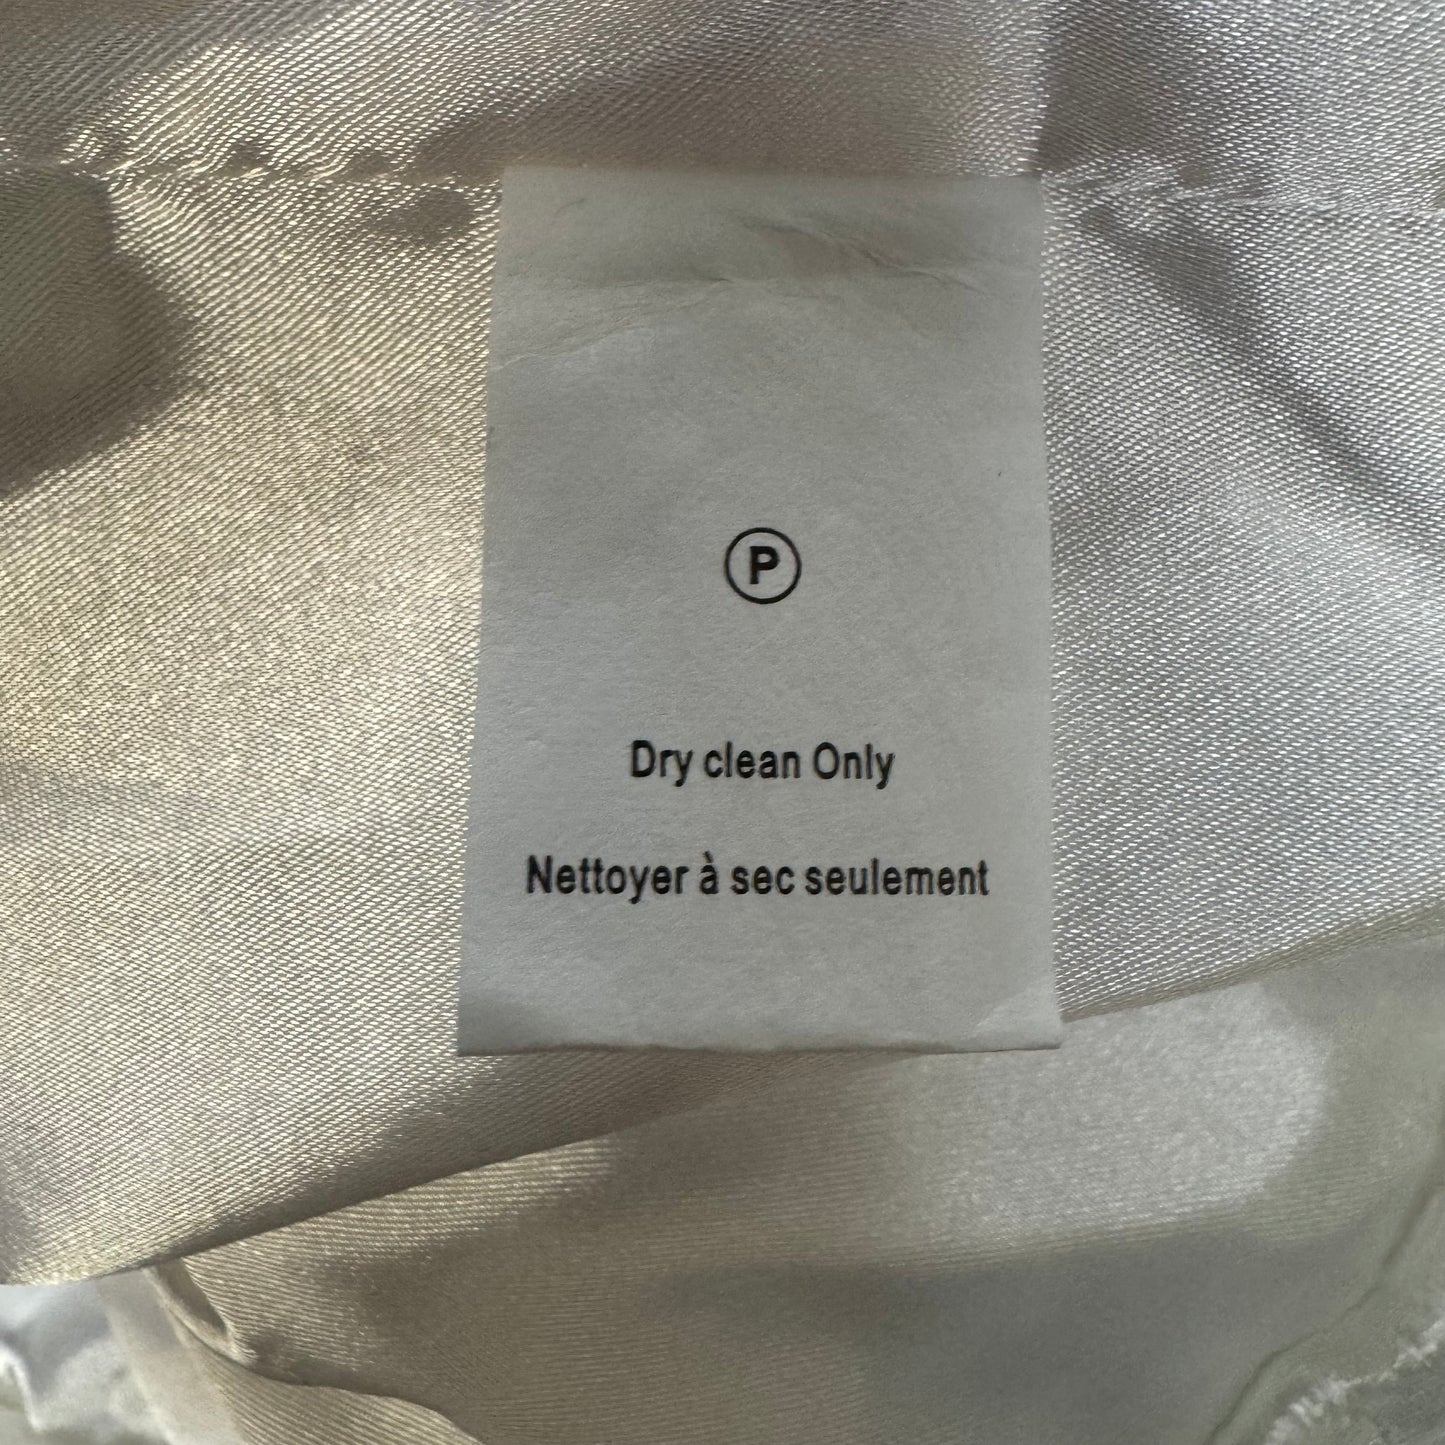 P
Dry clean Only
Nettoyer à sec seulement